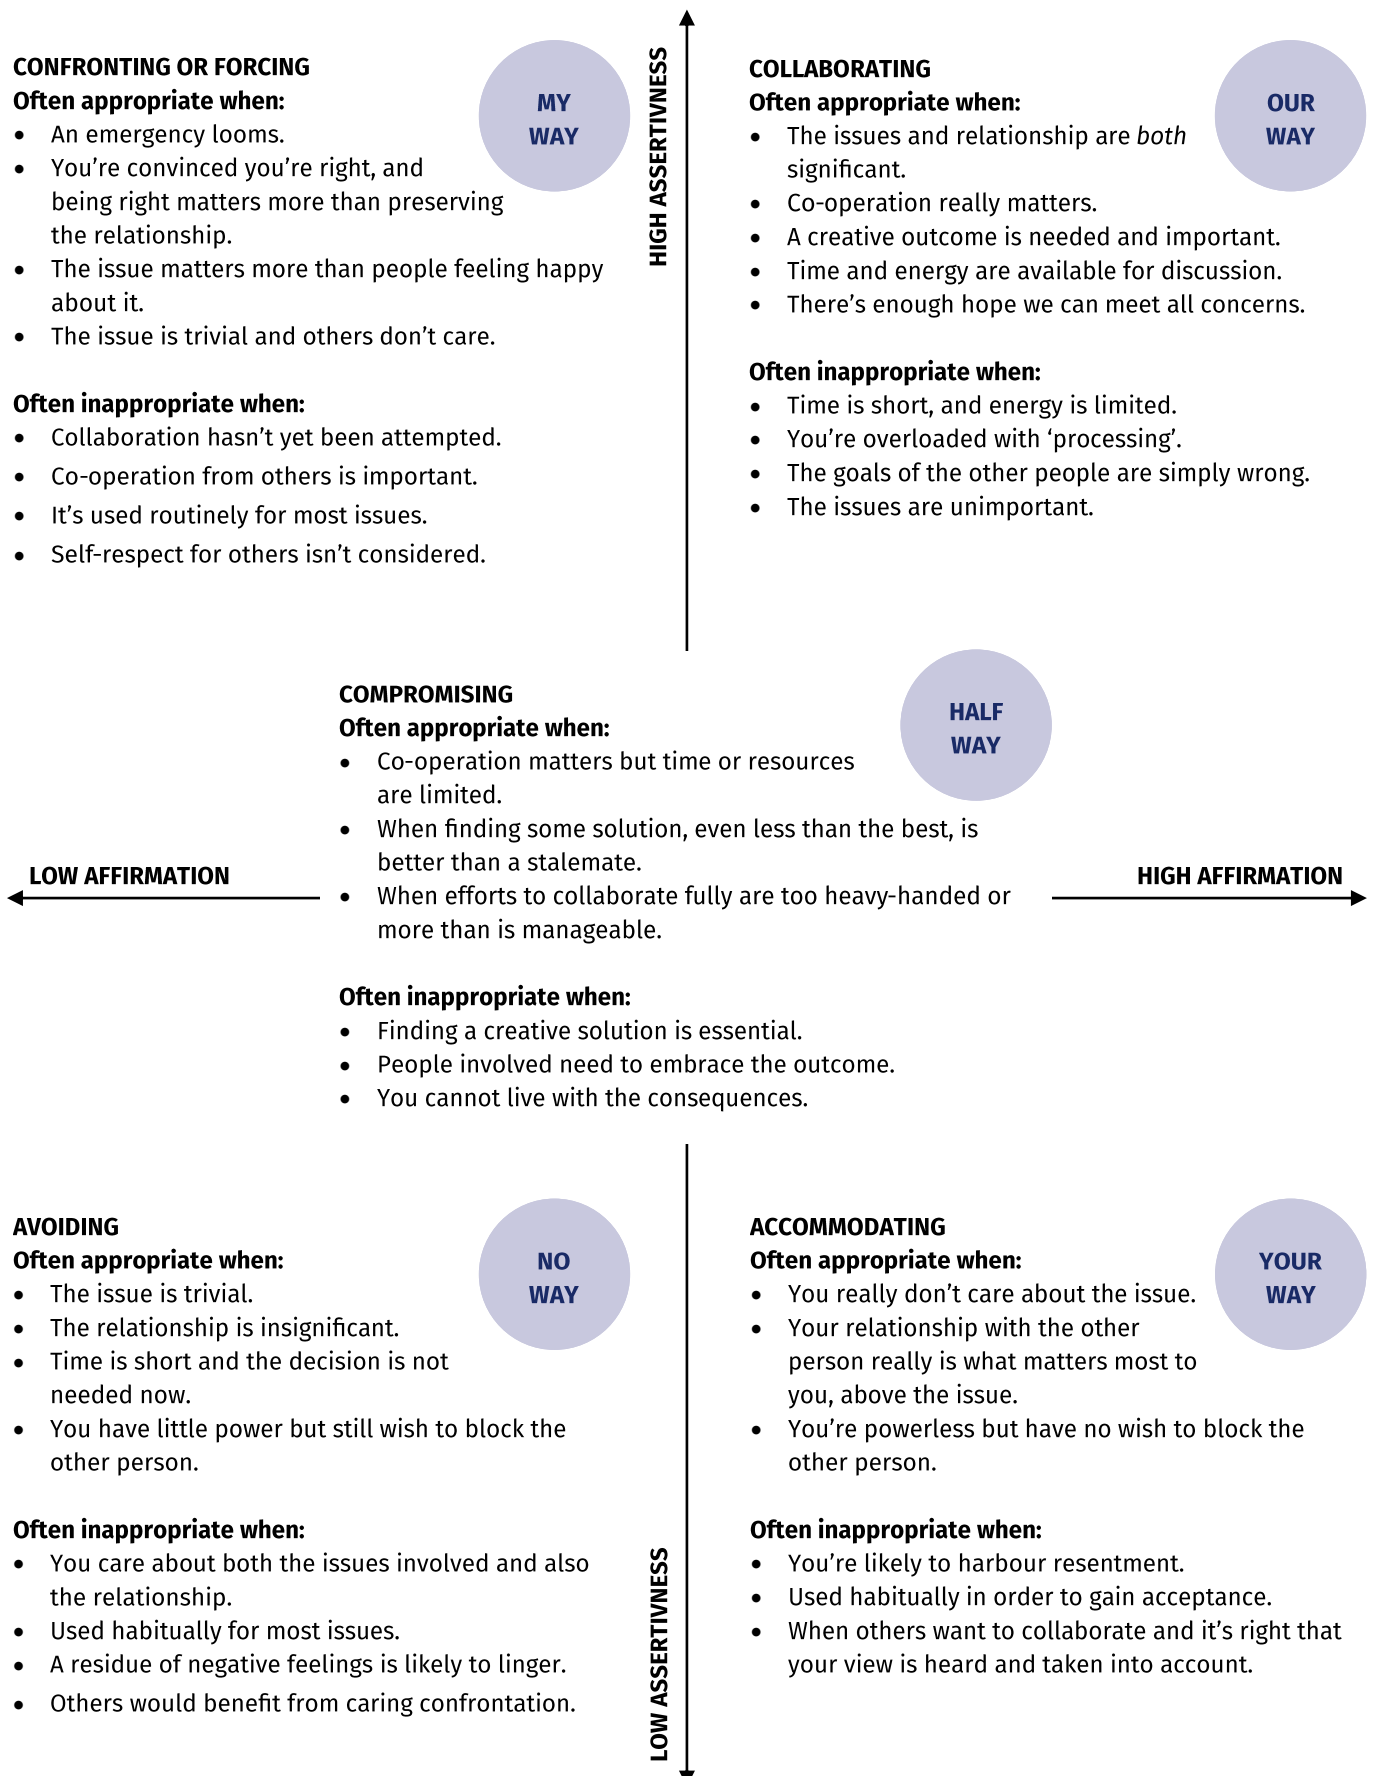 CONFRONTING OR FORCING
Often appropriate when:
• An emergency looms.
• You’re convinced you’re right, and
being right matters more than preserving
the relationship.
• The issue matters more than people feeling happy
about it.
• The issue is trivial and others don’t care.
Often inappropriate when:
• Collaboration hasn’t yet been attempted.
• Co-operation from others is important.
• It’s used routinely for most issues.
• Self-respect for others isn’t considered.
MY
WAY
HIGH ASSERTIVNESS
COLLABORATING
Often appropriate when:
• The issues and relationship are both
significant.
• Co-operation really matters.
• A creative outcome is needed and important.
• Time and energy are available for discussion.
• There’s enough hope we can meet all concerns.
Often inappropriate when:
• Time is short, and energy is limited.
• You’re overloaded with ‘processing’.
• The goals of the other people are simply wrong.
• The issues are unimportant.
OUR
WAY
LOW AFFIRMATION
COMPROMISING
Often appropriate when:
• Co-operation matters but time or resources
are limited.
• When finding some solution, even less than the best, is
better than a stalemate.
• When efforts to collaborate fully are too heavy-handed or
more than is manageable.
Often inappropriate when:
• Finding a creative solution is essential.
• People involved need to embrace the outcome.
• You cannot live with the consequences.
HALF
WAY
HIGH AFFIRMATION
AVOIDING
Often appropriate when:
• The issue is trivial.
• The relationship is insignificant.
• Time is short and the decision is not
needed now.
• You have little power but still wish to block the
other person.
Often inappropriate when:
• You care about both the issues involved and also
the relationship.
• Used habitually for most issues.
• A residue of negative feelings is likely to linger.
• Others would benefit from caring confrontation.
NO
WAY
LOW ASSERTIVNESS
ACCOMMODATING
Often appropriate when:
• You really don’t care about the issue.
• Your relationship with the other
person really is what matters most to
you, above the issue.
• You’re powerless but have no wish to block the
other person.
Often inappropriate when:
• You’re likely to harbour resentment.
• Used habitually in order to gain acceptance.
• When others want to collaborate and it’s right that
your view is heard and taken into account.
YOUR
WAY